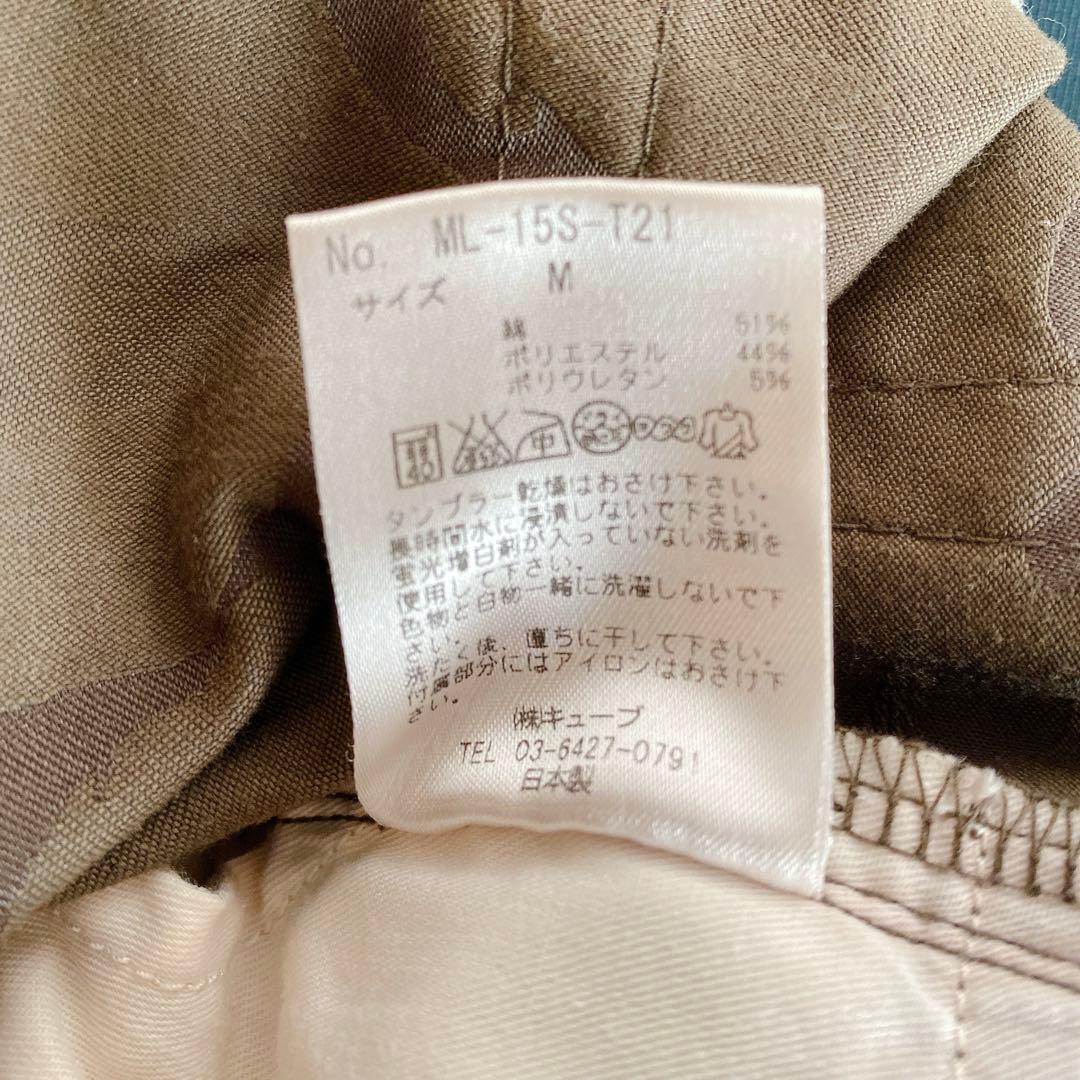 No. ML-15S-T21
サイズ M
綿 51%
ポリエステル 44%
ポリウレタン 5%
中
タンブラー乾燥はおさけ下さい。
長時間水に浸漬しないで下さい。
蛍光増白剤が入っていない洗剤を
使用して下さい。
色物と白物一緒に洗濯しないで下
さい。
洗たく後、直ちに干して下さい。
付属部分にはアイロンはおさけ下
さい。
㈱キューブ
TEL 03-6427-0791
日本製